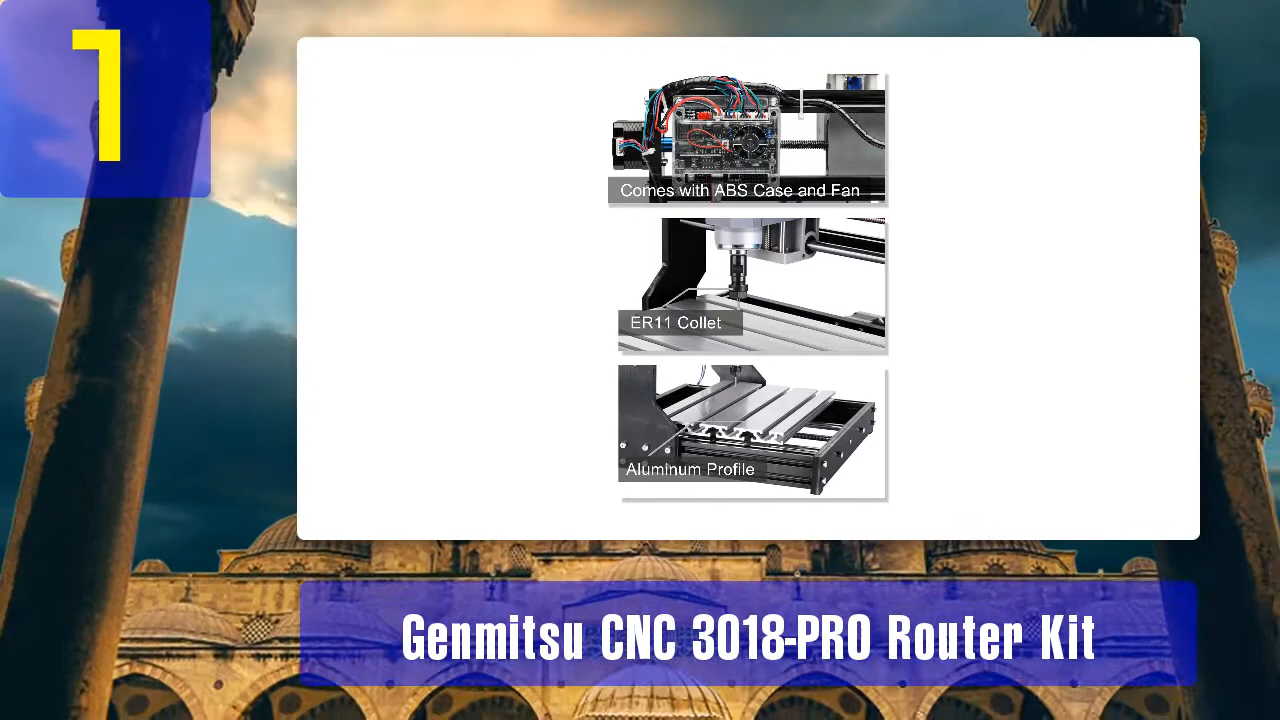 1
Comes with ABS Case and Fan
ER11 Collet
Aluminum Profile
Genmitsu CNC 3018-PRO Router Kit